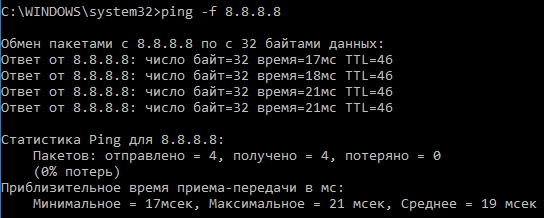 C:\WINDOWS\system32>ping -f 8.8.8.8
Обмен пакетами с 8.8.8.8 по с 32 байтами данных:
Ответ от 8.8.8.8: число байт=32 время=17мс TTL=46
Ответ от 8.8.8.8: число байт=32 время=18мс TTL=46
Ответ от 8.8.8.8: число байт=32 время=21мс TTL=46
Ответ от 8.8.8.8: число байт=32 время=21мс TTL=46
Статистика Ping для 8.8.8.8:
Пакетов: отправлено = 4, получено = 4, потеряно = 0
(0% потерь)
Приблизительное время приема-передачи в мс:
Минимальное = 17мсек, Максимальное = 21 мсек, Среднее = 19 мсек